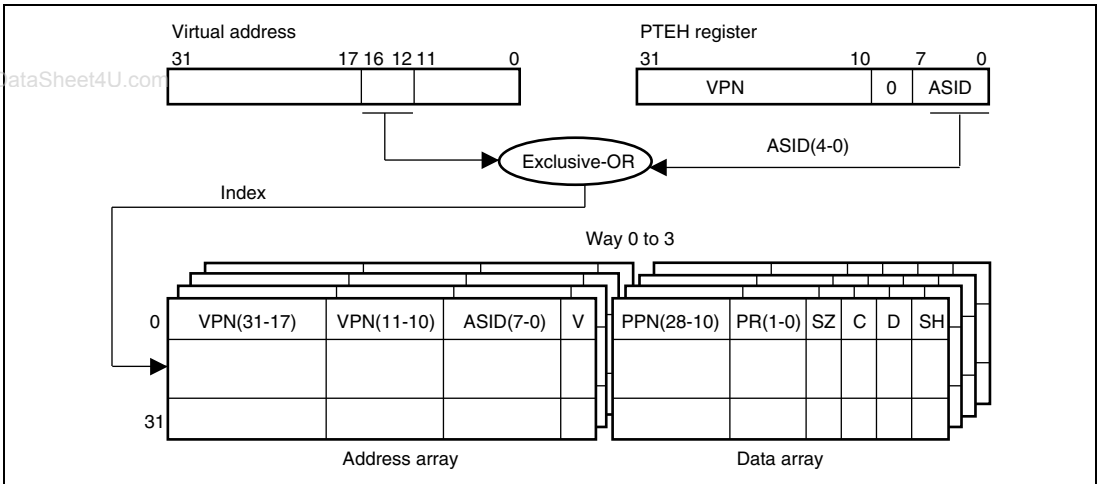 Virtual address
31 17 16 12 11 0
PTEH register
31 10 7 0
VPN 0 ASID
ataSheet4U.com
Exclusive-OR
ASID(4-0)
Index
Way 0 to 3
0 VPN(31-17) VPN(11-10) ASID(7-0) V PPN(28-10) PR(1-0) SZ C D SH
31
Address array
Data array